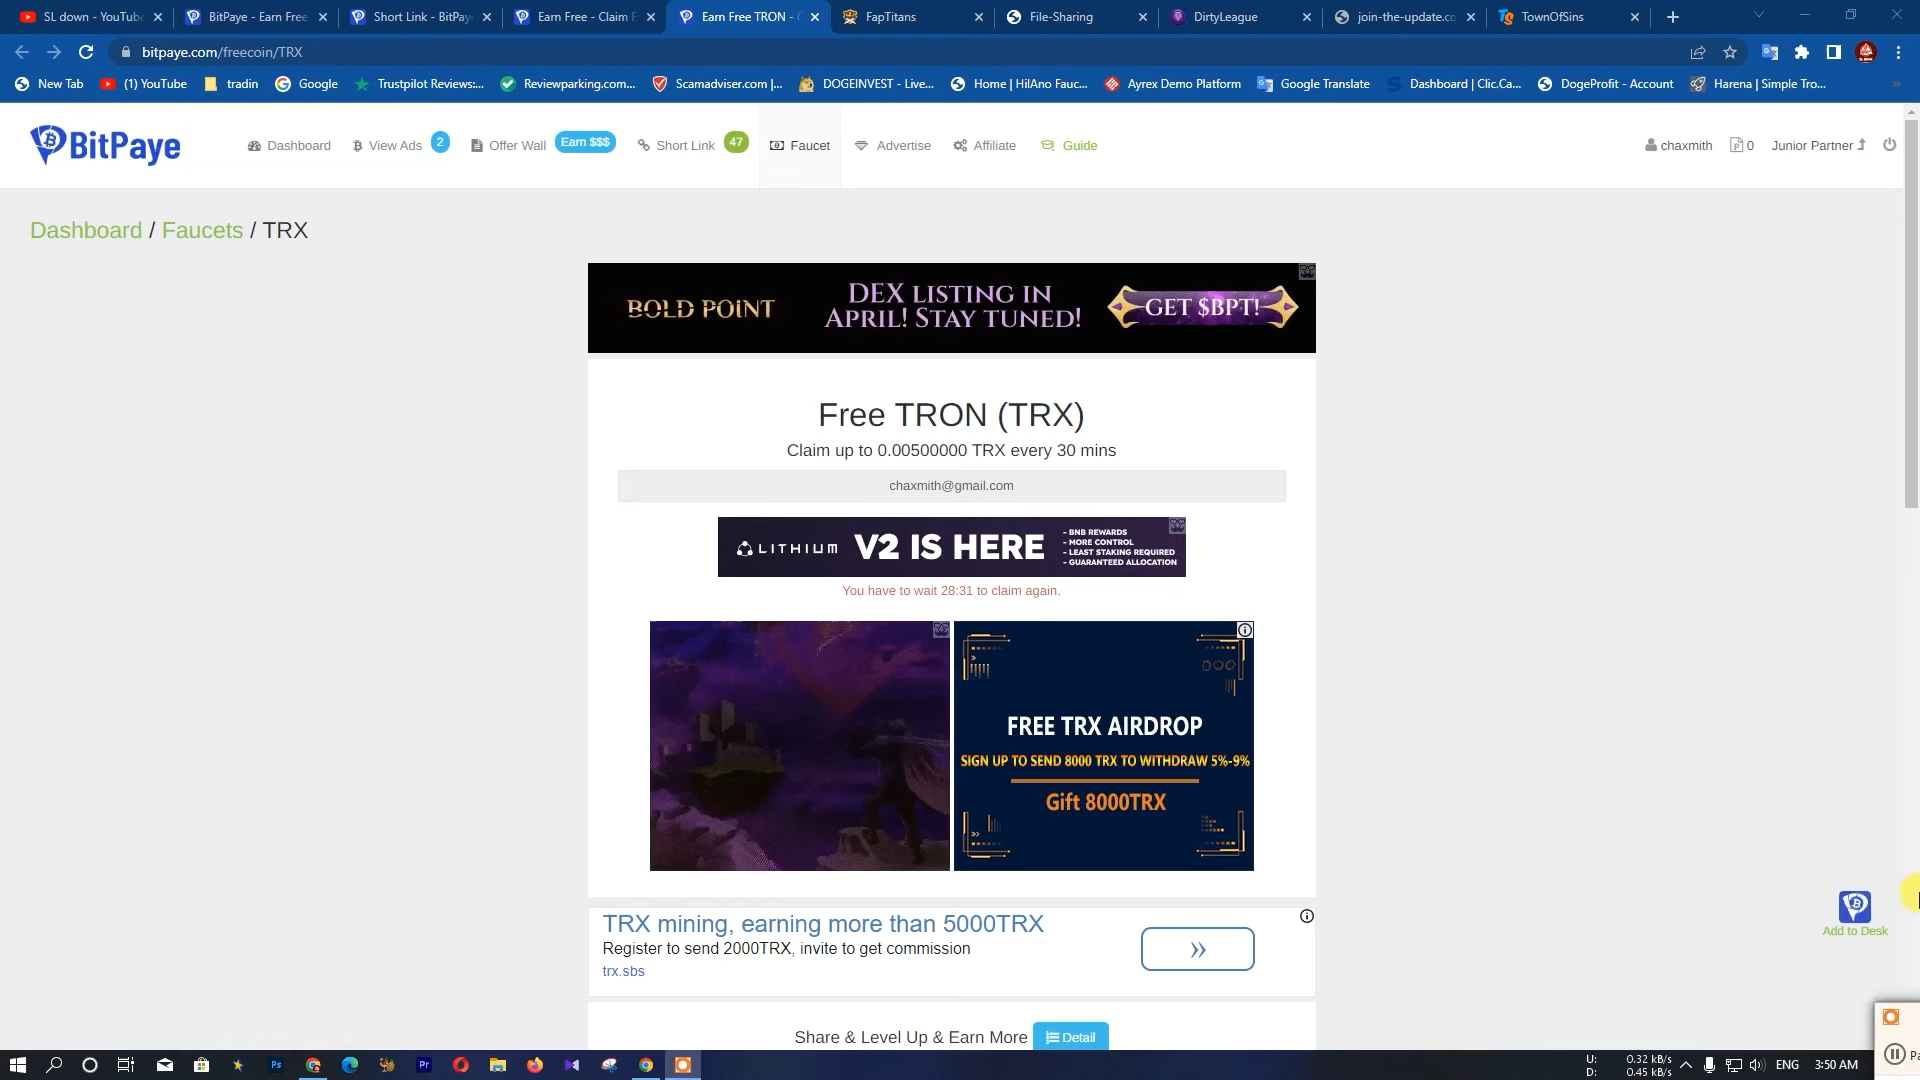 SL down - YouTube
BitPaye - Earn Free
Short Link - BitPay
Earn Free - Claim F
Earn Free TRON - C
FapTitans
File-Sharing
DirtyLeague
join-the-update.co
TownOfSins
bitpaye.com/freecoin/TRX
New Tab
(1) YouTube
tradin
Google
Trustpilot Reviews:...
Reviewparking.com...
Scamadviser.com |...
DOGEINVEST - Live...
Home | HilAno Fauc...
Ayrex Demo Platform
Google Translate
Dashboard | Clic.Ca...
DogeProfit - Account
Harena | Simple Tro...
BitPaye
Dashboard
View Ads 2
Offer Wall Earn $$$
Short Link 47
Faucet
Advertise
Affiliate
Guide
chaxmith
0
Junior Partner
Dashboard / Faucets / TRX
BOLD POINT
DEX LISTING IN
APRIL! STAY TUNED!
GET $BPT!
Free TRON (TRX)
Claim up to 0.00500000 TRX every 30 mins
chaxmith@gmail.com
LITHIUM
V2 IS HERE
- BNB REWARDS
- MORE CONTROL
- LEAST STAKING REQUIRED
- GUARANTEED ALLOCATION
You have to wait 28:31 to claim again.
FREE TRX AIRDROP
SIGN UP TO SEND 8000 TRX TO WITHDRAW 5%-9%
Gift 8000TRX
TRX mining, earning more than 5000TRX
Register to send 2000TRX, invite to get commission
trx.sbs
»
Add to Desk
Share & Level Up & Earn More
Detail
Ps
Pr
U: 0.32 kB/s
D: 0.45 kB/s
ENG
3:50 AM